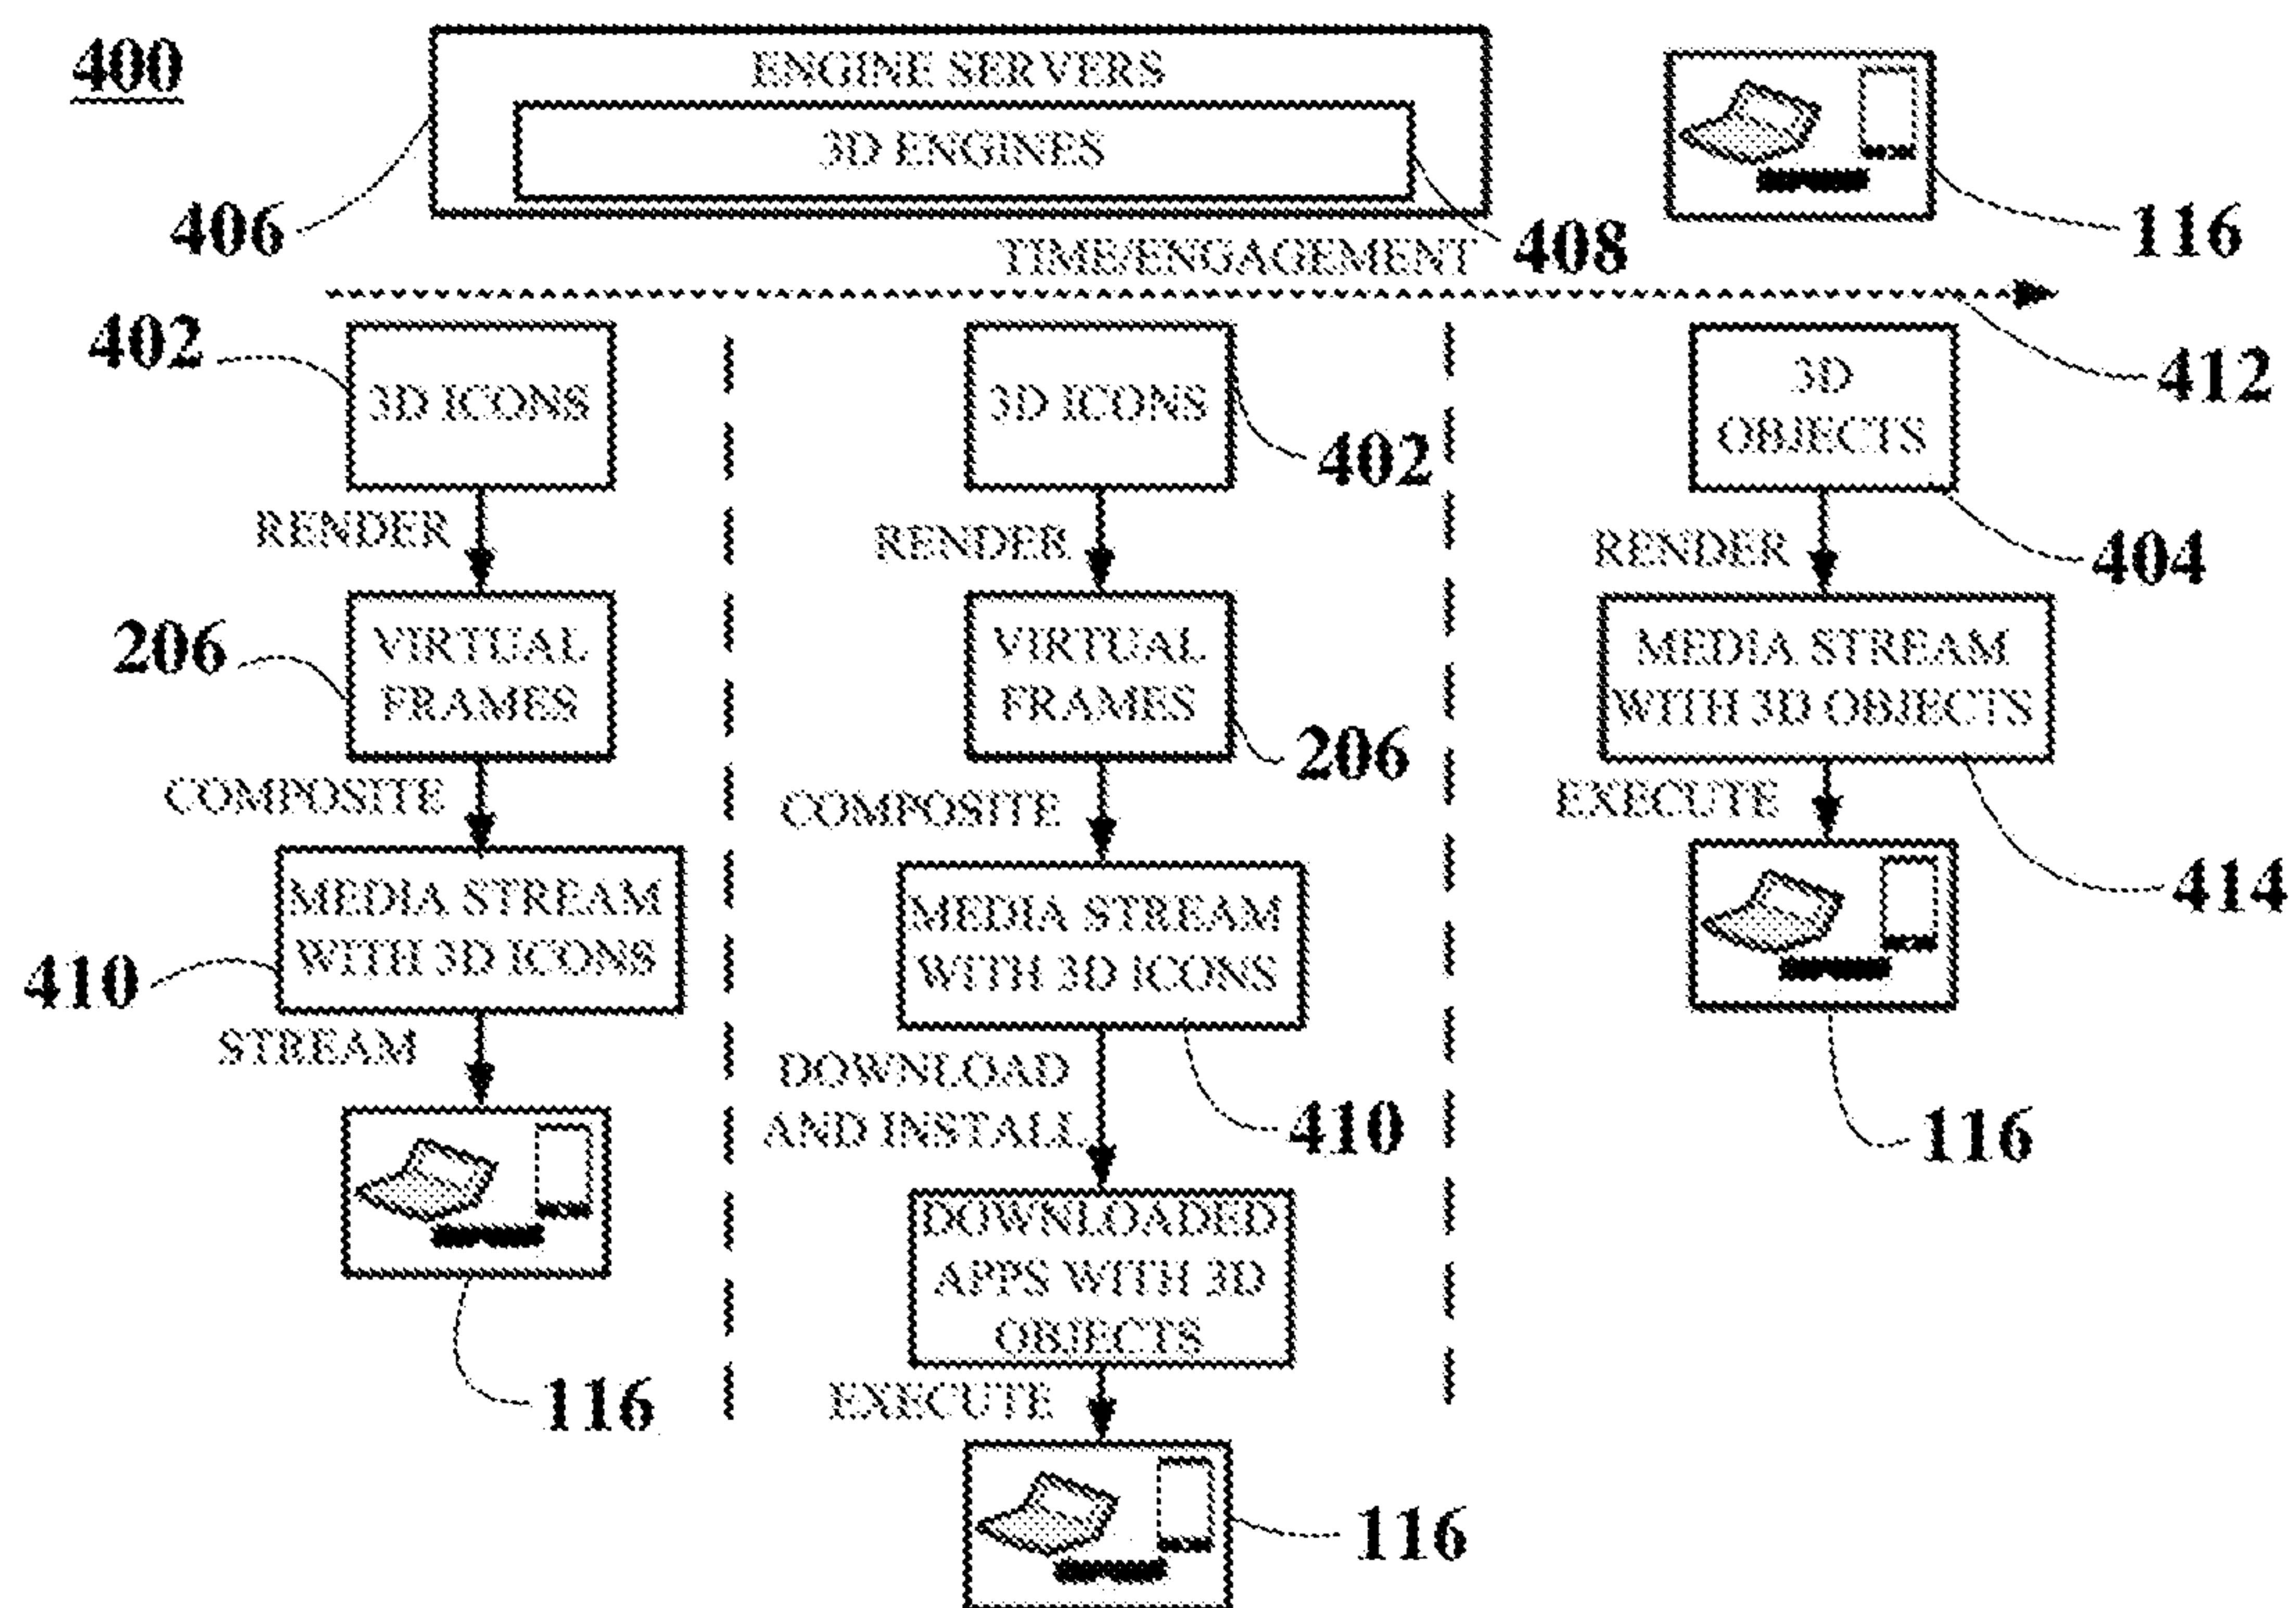 400
ENGINE SERVERS
3D ENGINES
406
408
116
TIME/ENGAGEMENT
412
402
3D ICONS
RENDER
206
VIRTUAL
FRAMES
COMPOSITE
MEDIA STREAM
WITH 3D ICONS
410
STREAM
116
3D ICONS
402
RENDER
VIRTUAL
FRAMES
206
COMPOSITE
MEDIA STREAM
WITH 3D ICONS
DOWNLOAD
AND INSTALL
410
DOWNLOADED
APPS WITH 3D
OBJECTS
EXECUTE
116
3D
OBJECTS
404
RENDER
MEDIA STREAM
WITH 3D OBJECTS
EXECUTE
414
116